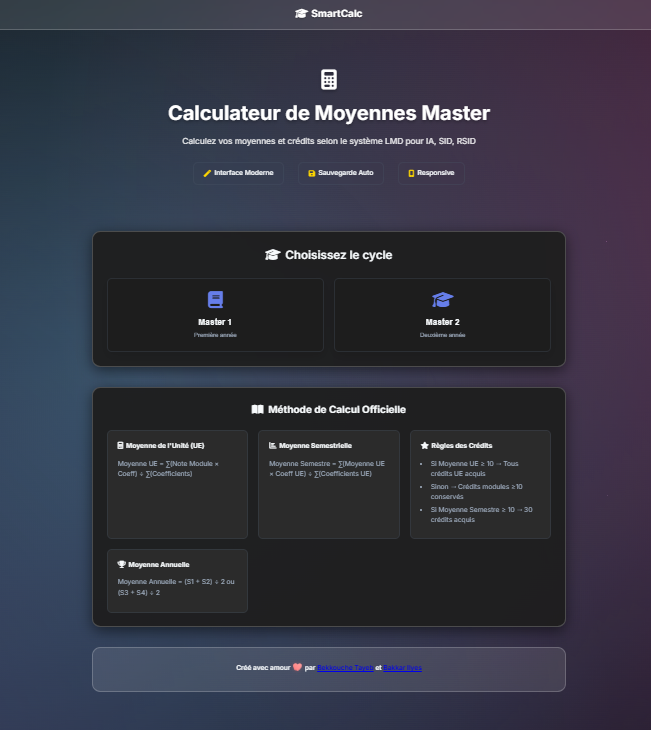 SmartCalc
Calculateur de Moyennes Master
Calculez vos moyennes et crédits selon le système LMD pour IA, SID, RSID
Interface Moderne
Sauvegarde Auto
Responsive
Choisissez le cycle
Master 1
Première année
Master 2
Deuxième année
Méthode de Calcul Officielle
Moyenne de l'Unité (UE)
Moyenne UE = ∑(Note Module ×
Coeff) ÷ ∑(Coefficients)
Moyenne Semestrielle
Moyenne Semestre = ∑(Moyenne UE
× Coeff UE) ÷ ∑(Coefficients UE)
Règles des Crédits
• Si Moyenne UE ≥ 10 → Tous
crédits UE acquis
• Sinon → Crédits modules ≥10
conservés
• Si Moyenne Semestre ≥ 10 → 30
crédits acquis
Moyenne Annuelle
Moyenne Annuelle = (S1 + S2) ÷ 2 ou
(S3 + S4) ÷ 2
Créé avec amour ❤️ par Bekkouche Tayeb et Bakker Ilyes